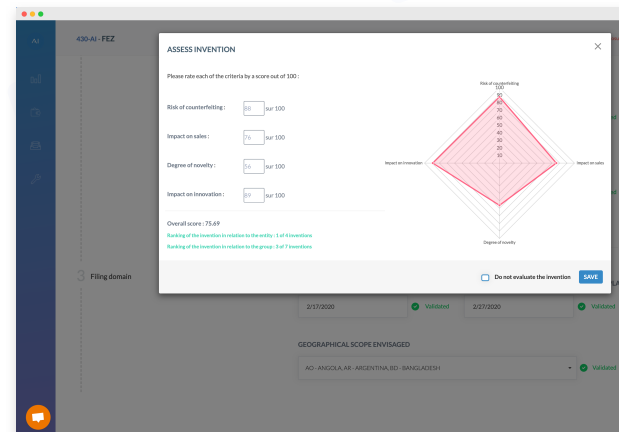 AI
430-AI - FEZ
ASSESS INVENTION
Please rate each of the criteria by a score out of 100 :
Risk of counterfeiting :
88
sur 100
Impact on sales :
76
sur 100
Degree of novelty :
56
sur 100
Impact on innovation :
89
sur 100
Overall score : 75.69
Ranking of the invention in relation to the entity : 1 of 4 inventions
Ranking of the invention in relation to the group : 3 of 7 inventions
Risk of counterfeiting
100
90
80
70
60
50
40
30
20
10
Impact on innovation
Impact on sales
Degree of novelty
Do not evaluate the invention
SAVE
3 Filing domain
2/17/2020
Validated
2/27/2020
Validated
GEOGRAPHICAL SCOPE ENVISAGED
AO - ANGOLA, AR - ARGENTINA, BD - BANGLADESH
Validated